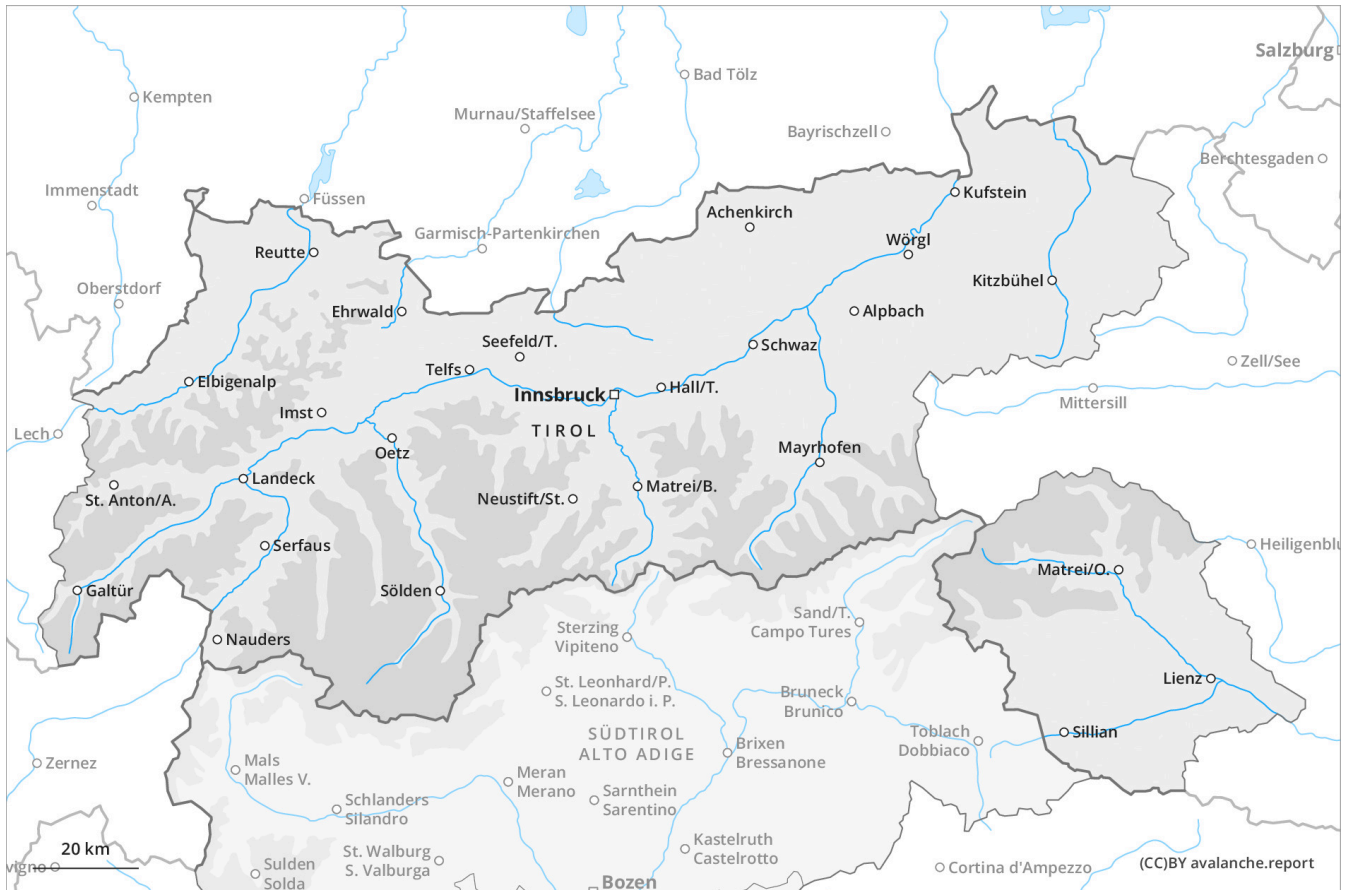 Salzburg
Bad Tölz
Kempten
Murnau/Staffelsee
Bayrischzell
Berchtesgaden
Immenstadt
Füssen
Kufstein
Achenkirch
Garmisch-Partenkirchen
Wörgl
Reutte
Kitzbühel
Oberstdorf
Ehrwald
Alpbach
Seefeld/T.
Schwaz
Zell/See
Telfs
Elbigenalp
Hall/T.
Innsbruck
Mittersill
Imst
TIROL
Lech
Oetz
Mayrhofen
Landeck
Matrei/B.
St. Anton/A.
Neustift/St.
Serfaus
Heiligenblu
Matrei/O.
Galtür
Sölden
Sand/T.
Campo Tures
Sterzing
Vipiteno
Nauders
Lienz
St. Leonhard/P.
S. Leonardo i. P.
Bruneck
Brunico
Sillian
SÜDTIROL
ALTO ADIGE
Toblach
Dobbiaco
Brixen
Bressanone
Zernez
Mals
Malles V.
Meran
Merano
Sarnthein
Sarentino
Schlanders
Silandro
Kastelruth
Castelrotto
20 km
St. Walburg
S. Valburga
vigno
Sulden
Solda
Cortina d'Ampezzo
(CC)BY avalanche.report
Bozen